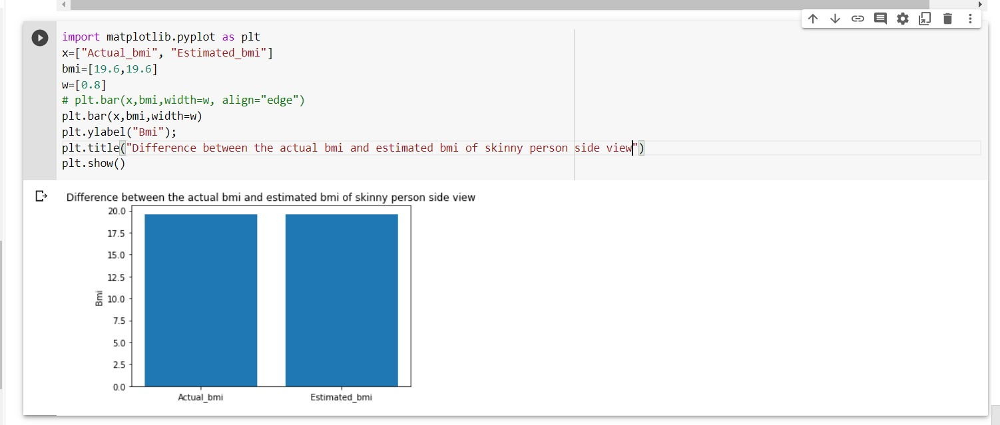 import matplotlib.pyplot as plt
x=["Actual_bmi", "Estimated_bmi"]
bmi=[19.6,19.6]
w=[0.8]
# plt.bar(x,bmi,width=w, align="edge")
plt.bar(x,bmi,width=w)
plt.ylabel("Bmi");
plt.title("Difference between the actual bmi and estimated bmi of skinny person side view")
plt.show()
Difference between the actual bmi and estimated bmi of skinny person side view
20.0
17.5
15.0
12.5
10.0
7.5
5.0
2.5
0.0
Bmi
Actual_bmi
Estimated_bmi